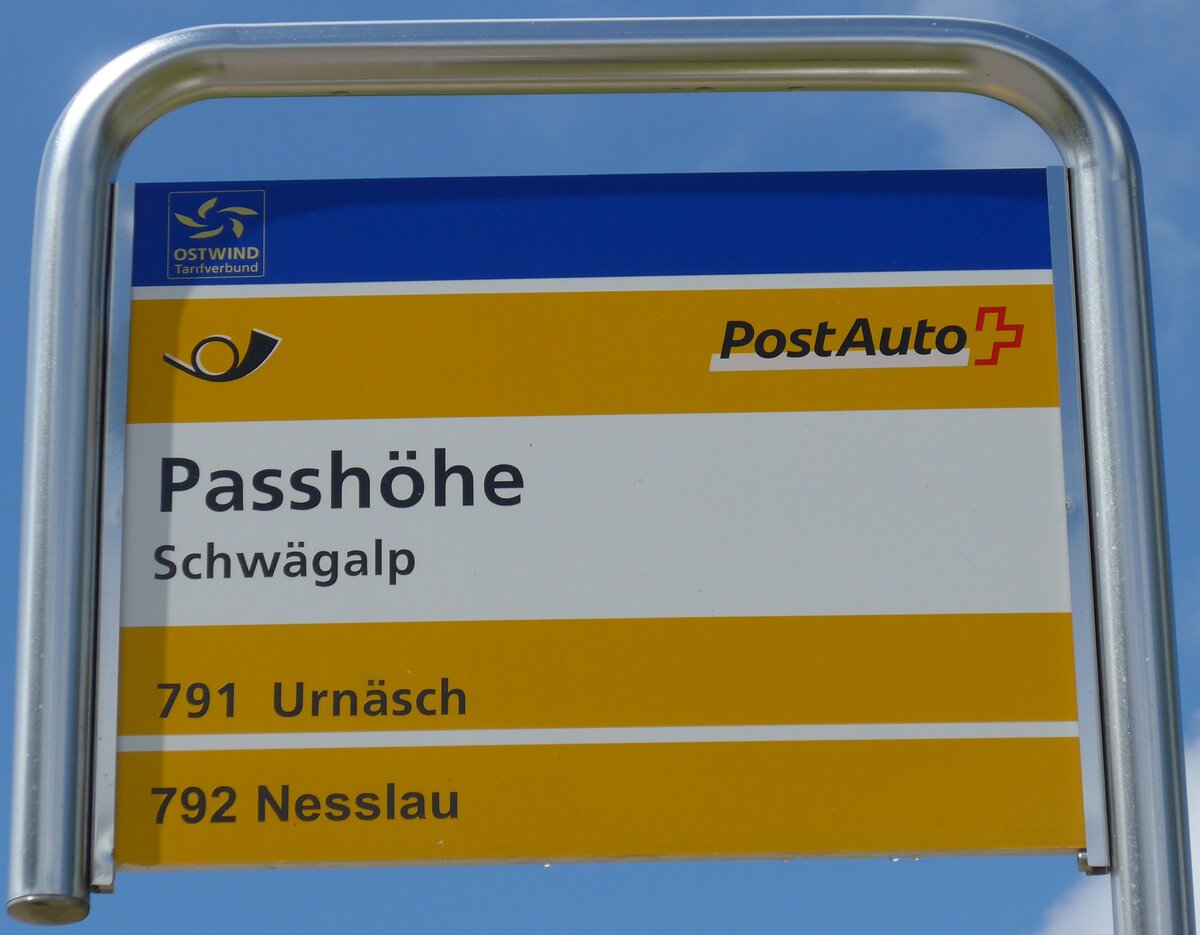 OSTWIND
Tarifverbund
PostAuto
Passhöhe
Schwägalp
791 Urnäsch
792 Nesslau